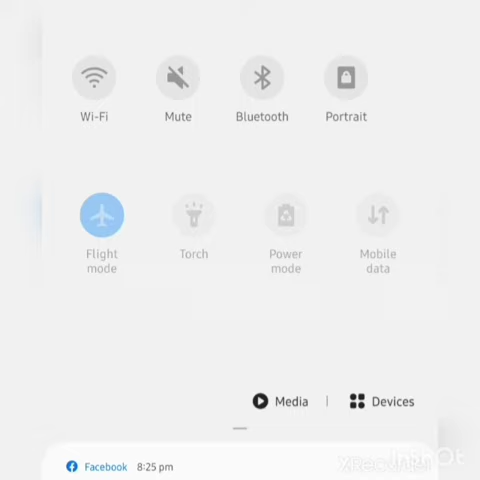 Wi-Fi Mute Bluetooth Portrait
Flight mode Torch Power mode Mobile data
Media | Devices
Facebook 8:25 pm
XRecorder
InShOt